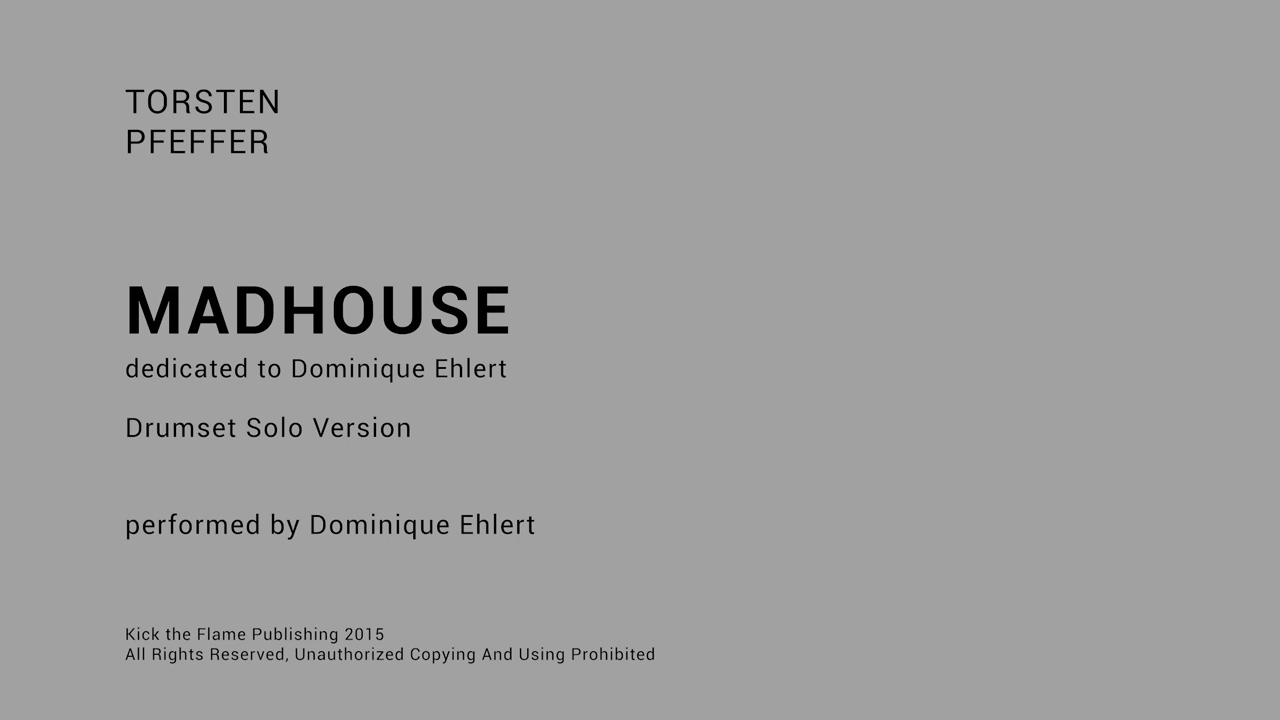 TORSTEN
PFEFFER
MADHOUSE
dedicated to Dominique Ehlert
Drumset Solo Version
performed by Dominique Ehlert
Kick the Flame Publishing 2015
All Rights Reserved, Unauthorized Copying And Using Prohibited